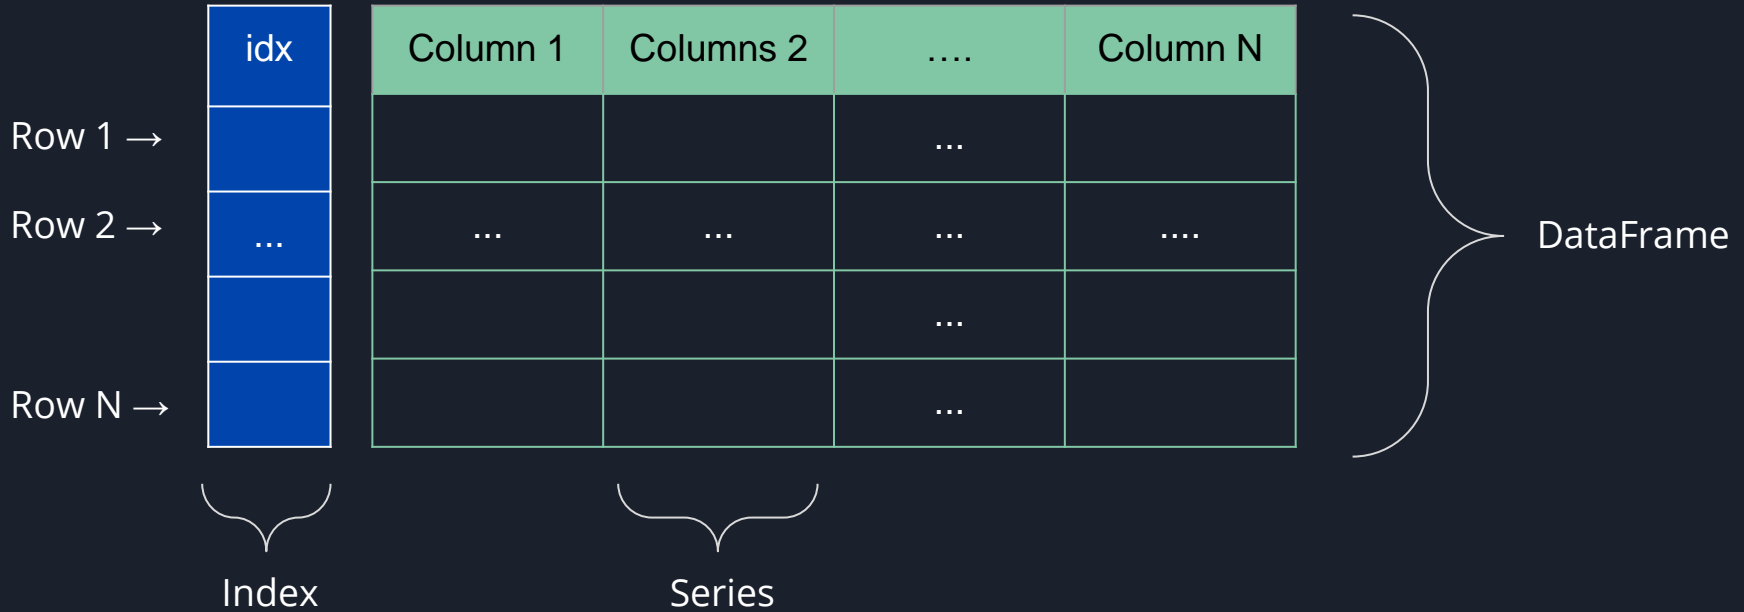 idx Column 1 Columns 2 .... Column N
Row 1 → ...
Row 2 → ... ... ... ... ....
...
Row N → ...
DataFrame
Index Series